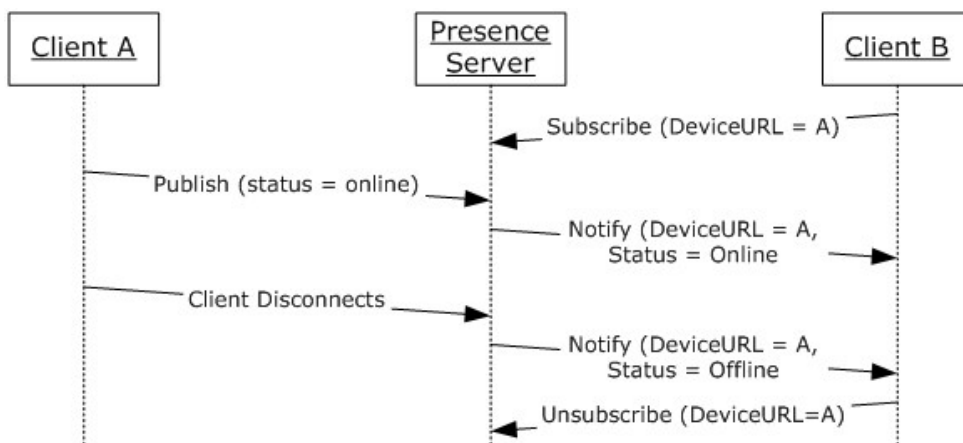 Client A
Presence
Server
Client B
Subscribe (DeviceURL = A)
Publish (status = online)
Notify (DeviceURL = A,
Status = Online
Client Disconnects
Notify (DeviceURL = A,
Status = Offline
Unsubscribe (DeviceURL=A)